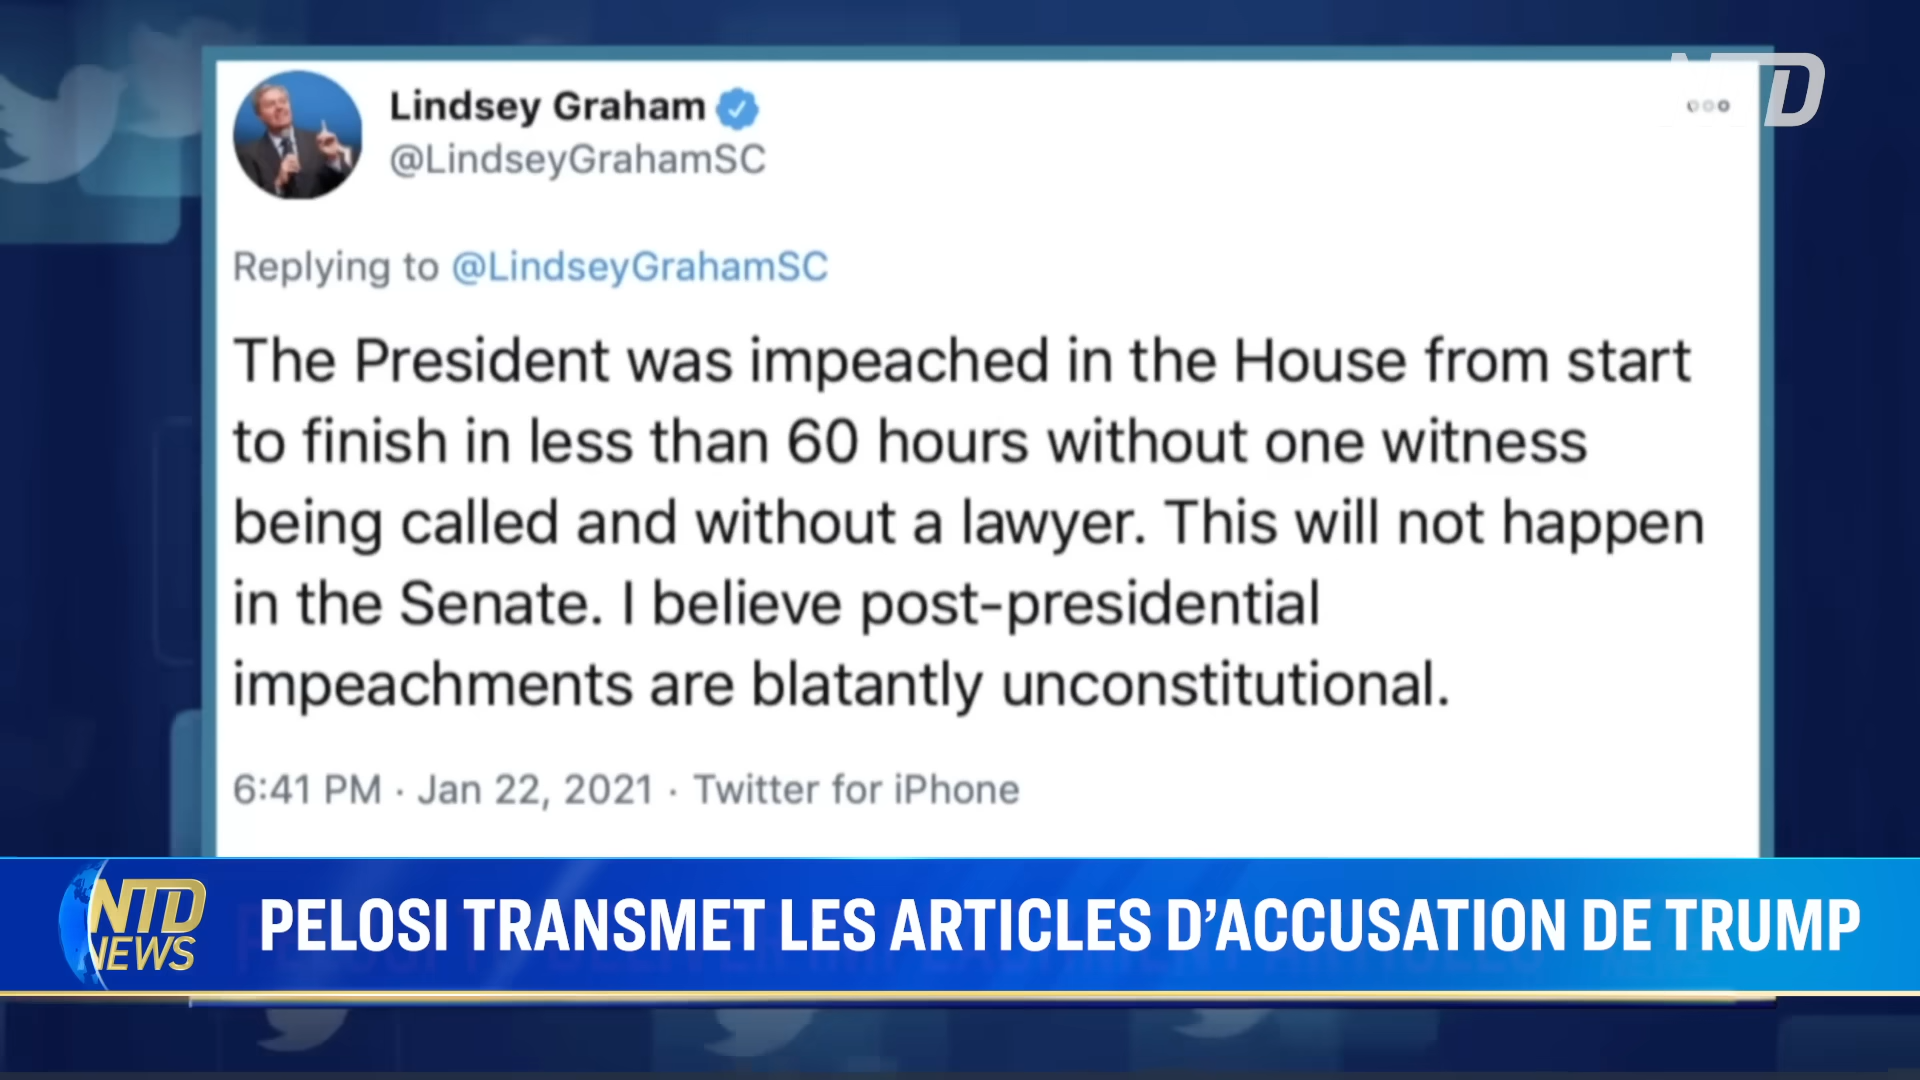 NTD
Lindsey Graham
@LindseyGrahamSC
Replying to @LindseyGrahamSC
The President was impeached in the House from start
to finish in less than 60 hours without one witness
being called and without a lawyer. This will not happen
in the Senate. I believe post-presidential
impeachments are blatantly unconstitutional.
6:41 PM · Jan 22, 2021 · Twitter for iPhone
NTD
NEWS
PELOSI TRANSMET LES ARTICLES D’ACCUSATION DE TRUMP